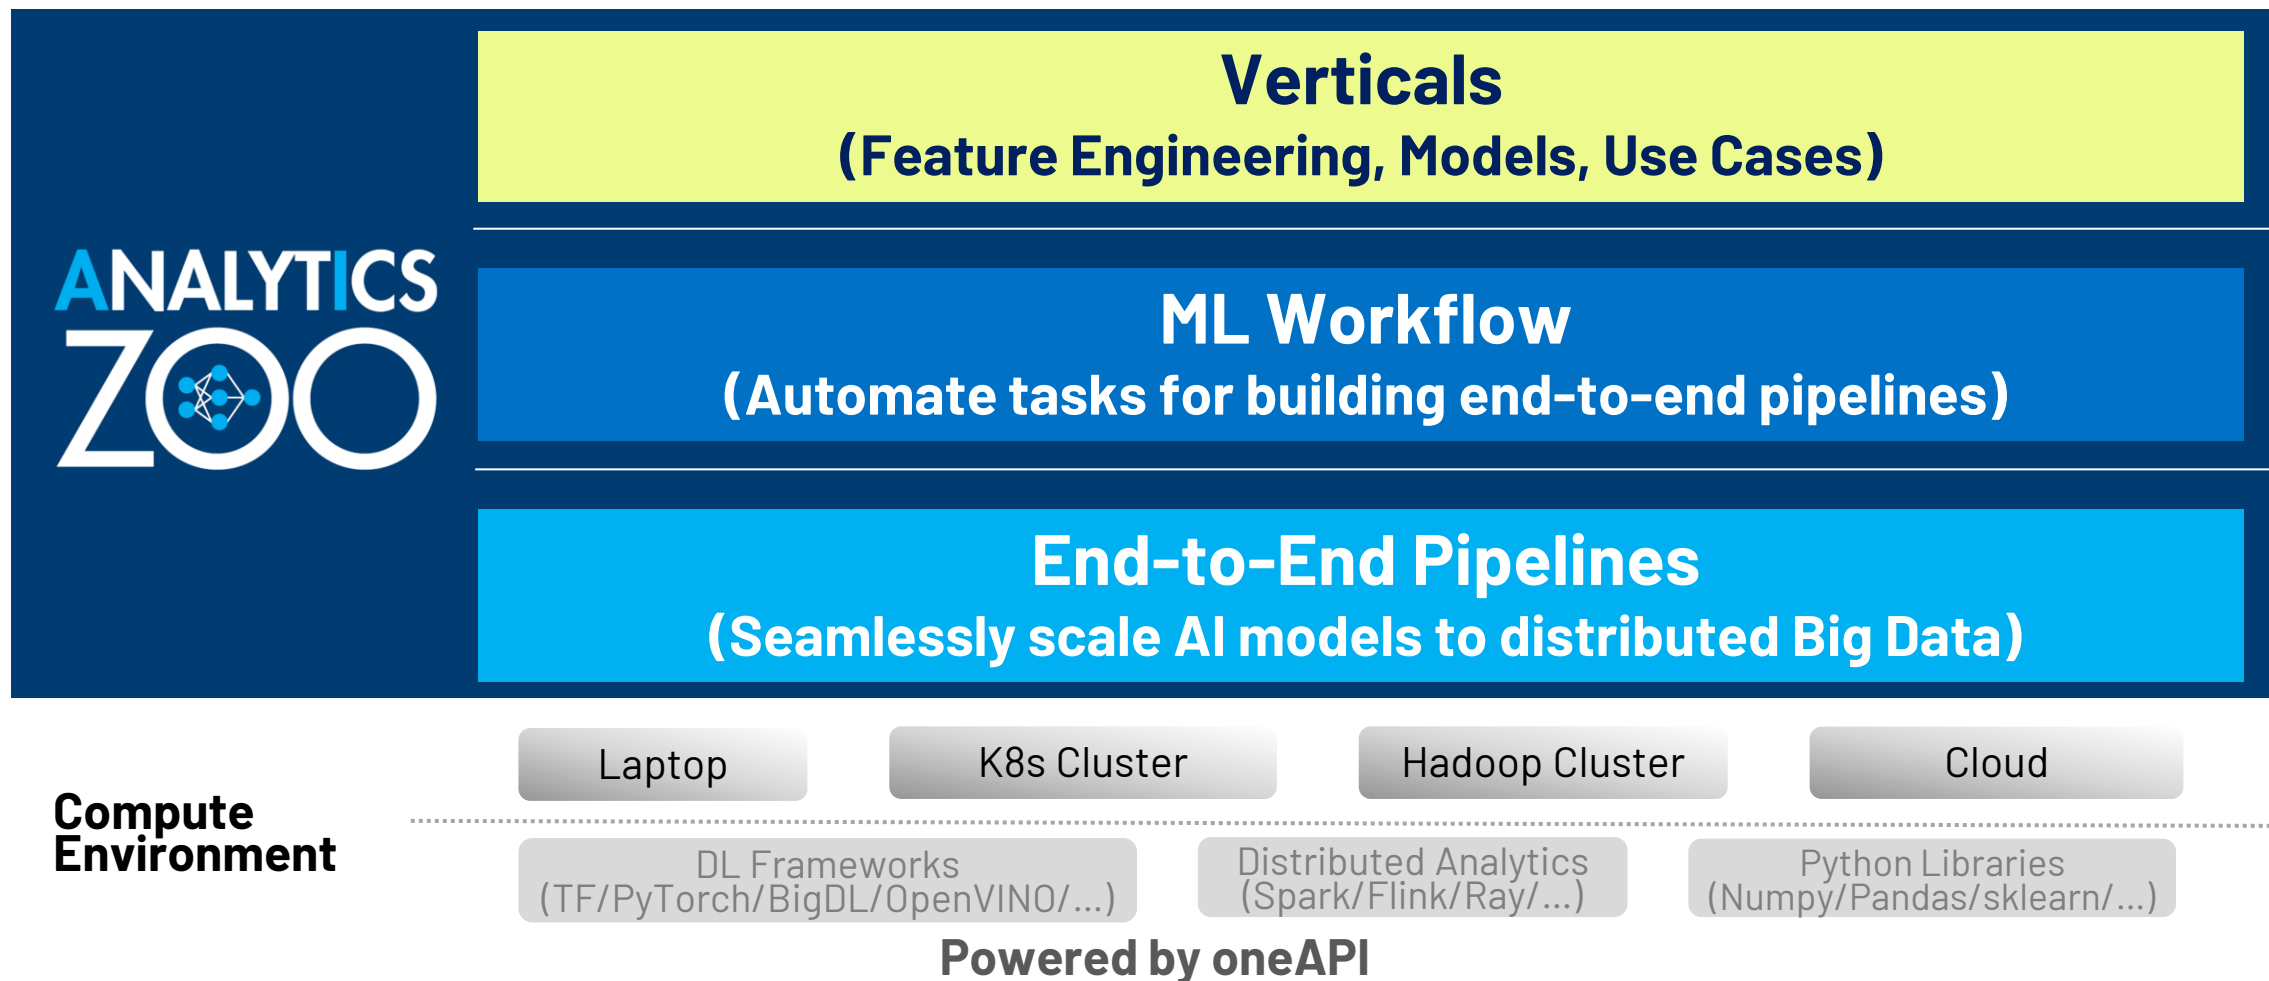 Verticals
(Feature Engineering, Models, Use Cases)
ANALYTICS
ZOO
ML Workflow
(Automate tasks for building end-to-end pipelines)
End-to-End Pipelines
(Seamlessly scale AI models to distributed Big Data)
Laptop
K8s Cluster
Hadoop Cluster
Cloud
Compute
Environment
DL Frameworks
(TF/PyTorch/BigDL/OpenVINO/...)
Distributed Analytics
(Spark/Flink/Ray/...)
Python Libraries
(Numpy/Pandas/sklearn/...)
Powered by oneAPI